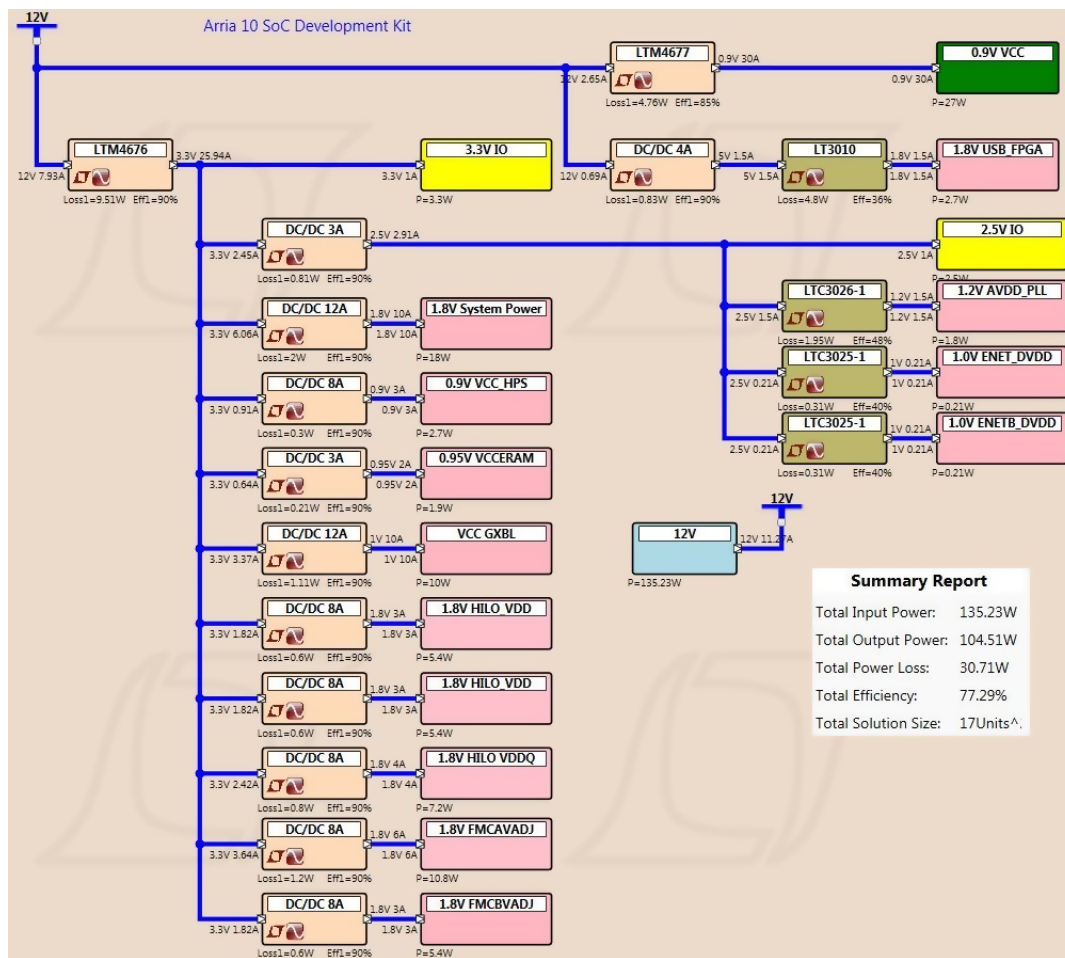 12V
Arria 10 SoC Development Kit
LTM4677
12V 2.65A
0.9V 30A
Loss1=4.76W Eff1=85%
0.9V VCC
0.9V 30A
P=27W
LTM4676
12V 7.93A
3.3V 25.94A
Loss1=9.51W Eff1=90%
3.3V IO
3.3V 1A
P=3.3W
DC/DC 4A
12V 0.69A
5V 1.5A
Loss1=0.83W Eff1=90%
LT3010
5V 1.5A
1.8V 1.5A
Loss=4.8W Eff=36%
1.8V USB_FPGA
1.8V 1.5A
P=2.7W
DC/DC 3A
3.3V 2.45A
2.5V 2.91A
Loss1=0.81W Eff1=90%
2.5V IO
2.5V 1A
P=2.5W
DC/DC 12A
3.3V 6.06A
1.8V 10A
Loss1=2W Eff1=90%
1.8V System Power
1.8V 10A
P=18W
LTC3026-1
2.5V 1.5A
1.2V 1.5A
Loss=1.95W Eff=48%
1.2V AVDD_PLL
1.2V 1.5A
P=1.8W
DC/DC 8A
3.3V 0.91A
0.9V 3A
Loss1=0.3W Eff1=90%
0.9V VCC_HPS
0.9V 3A
P=2.7W
LTC3025-1
2.5V 0.21A
1V 0.21A
Loss=0.31W Eff=40%
1.0V ENET_DVDD
1V 0.21A
P=0.21W
DC/DC 3A
3.3V 0.64A
0.95V 2A
Loss1=0.21W Eff1=90%
0.95V VCCERAM
0.95V 2A
P=1.9W
LTC3025-1
2.5V 0.21A
1V 0.21A
Loss=0.31W Eff=40%
1.0V ENETB_DVDD
1V 0.21A
P=0.21W
DC/DC 12A
3.3V 3.37A
1V 10A
Loss1=1.11W Eff1=90%
VCC GXBL
1V 10A
P=10W
12V
12V
12V 11.27A
P=135.23W
DC/DC 8A
3.3V 1.82A
1.8V 3A
Loss1=0.6W Eff1=90%
1.8V HILO_VDD
1.8V 3A
P=5.4W
DC/DC 8A
3.3V 1.82A
1.8V 3A
Loss1=0.6W Eff1=90%
1.8V HILO_VDD
1.8V 3A
P=5.4W
DC/DC 8A
3.3V 2.42A
1.8V 4A
Loss1=0.8W Eff1=90%
1.8V HILO VDDQ
1.8V 4A
P=7.2W
DC/DC 8A
3.3V 3.64A
1.8V 6A
Loss1=1.2W Eff1=90%
1.8V FMCAVADJ
1.8V 6A
P=10.8W
DC/DC 8A
3.3V 1.82A
1.8V 3A
Loss1=0.6W Eff1=90%
1.8V FMCBVADJ
1.8V 3A
P=5.4W
Summary Report
Total Input Power: 135.23W
Total Output Power: 104.51W
Total Power Loss: 30.71W
Total Efficiency: 77.29%
Total Solution Size: 17Units^.